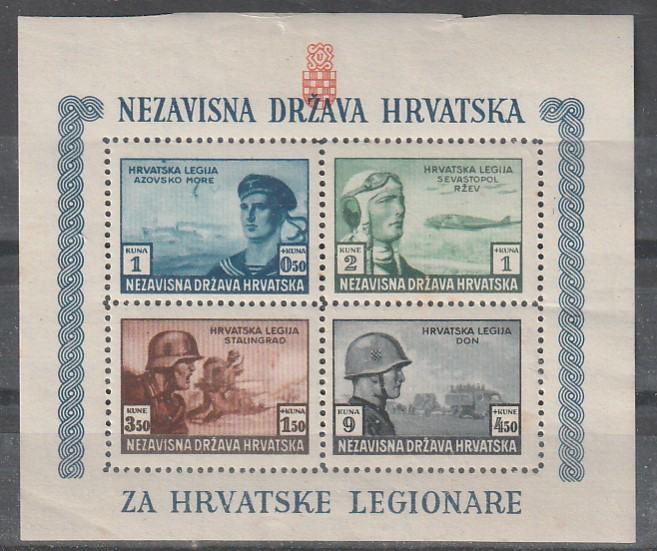 U
NEZAVISNA DRŽAVA HRVATSKA
HRVATSKA LEGIJA
AZOVSKO MORE
KUNA
1
+KUNA
0.50
NEZAVISNA DRŽAVA HRVATSKA
HRVATSKA LEGIJA
SEVASTOPOL
RŽEV
KUNE
2
+KUNA
1
NEZAVISNA DRŽAVA HRVATSKA
HRVATSKA LEGIJA
STALINGRAD
KUNE
3.50
+KUNA
1.50
NEZAVISNA DRŽAVA HRVATSKA
HRVATSKA LEGIJA
DON
KUNA
9
+KUNE
4.50
NEZAVISNA DRŽAVA HRVATSKA
ZA HRVATSKE LEGIONARE